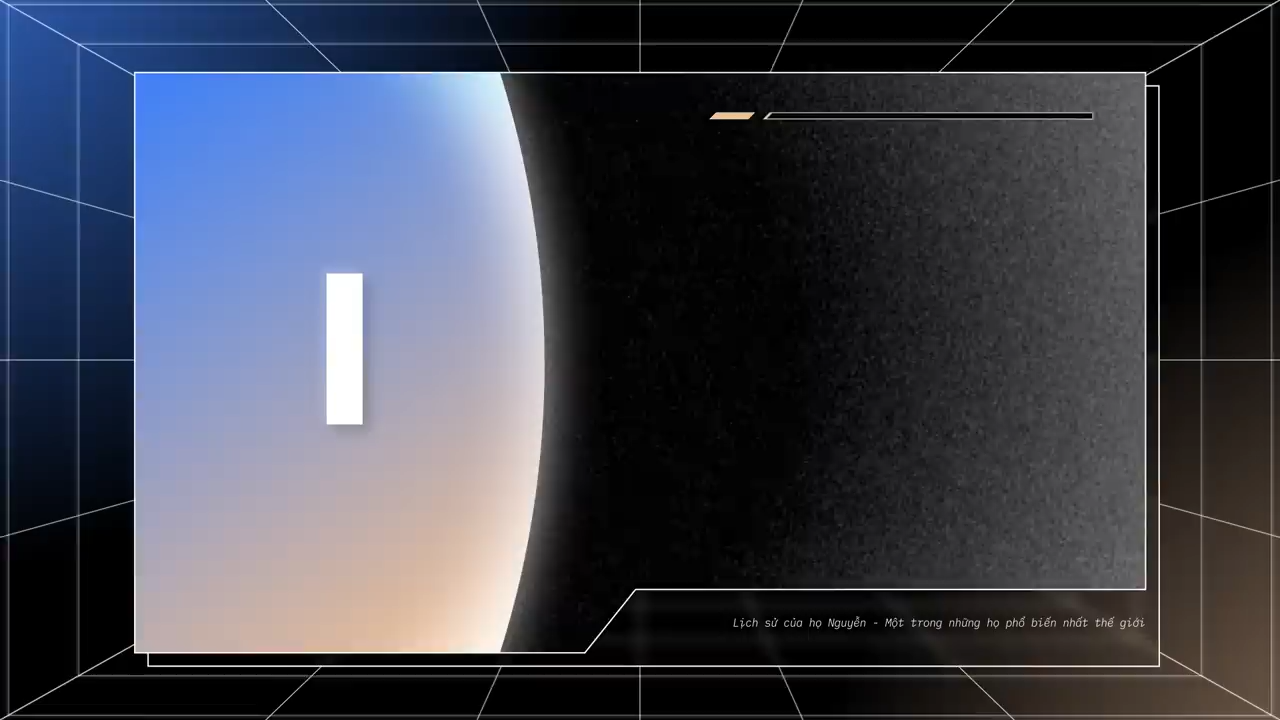 I
Lịch sử của họ Nguyễn - Một trong những họ phổ biến nhất thế giới